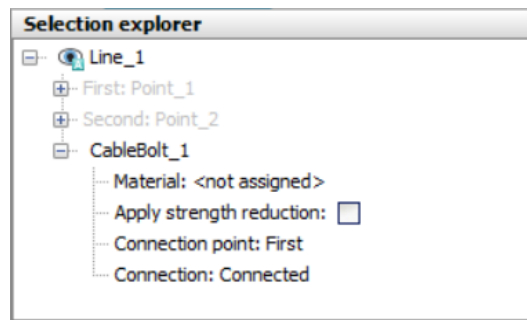 Selection explorer
Line_1
First: Point_1
Second: Point_2
CableBolt_1
Material: <not assigned>
Apply strength reduction:
Connection point: First
Connection: Connected